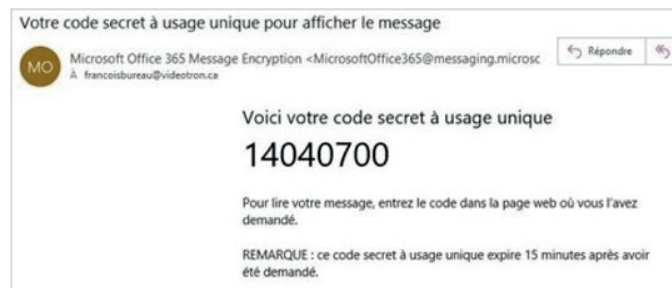 Votre code secret à usage unique pour afficher le message
MO
Microsoft Office 365 Message Encryption <MicrosoftOffice365@messaging.microsc
Répondre
À francoisbureau@videotron.ca
Voici votre code secret à usage unique
14040700
Pour lire votre message, entrez le code dans la page web où vous l'avez
demandé.
REMARQUE : ce code secret à usage unique expire 15 minutes après avoir
été demandé.